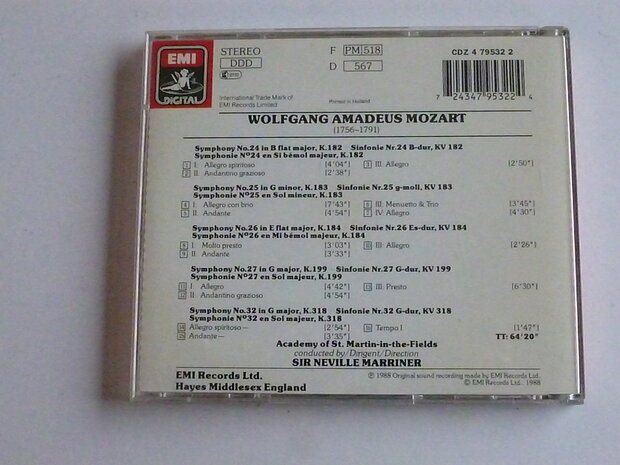 EMI
DIGITAL
STEREO
DDD
F PM 518
D 567
CDZ 4 79532 2
7 24347 95322 4
International Trade Mark of
EMI Records Limited
Printed in Holland
WOLFGANG AMADEUS MOZART
(1756–1791)
Symphony No.24 in B flat major, K.182 Sinfonie Nr.24 B-dur, KV 182
Symphonie Nº24 en Si bémol majeur, K.182
1 I. Allegro spiritoso [4'04"] 3 III. Allegro [2'50"]
2 II. Andantino grazioso [2'38"]
Symphony No.25 in G minor, K.183 Sinfonie Nr.25 g-moll, KV 183
Symphonie Nº25 en Sol mineur, K.183
4 I. Allegro con brio [7'43"] 6 III. Menuetto & Trio [3'45"]
5 II. Andante [4'54"] 7 IV. Allegro [4'30"]
Symphony No.26 in E flat major, K.184 Sinfonie Nr.26 Es-dur, KV 184
Symphonie Nº26 en Mi bémol majeur, K.184
8 I. Molto presto [3'03"] 10 III. Allegro [2'26"]
9 II. Andante [3'33"]
Symphony No.27 in G major, K.199 Sinfonie Nr.27 G-dur, KV 199
Symphonie Nº27 en Sol majeur, K.199
11 I. Allegro [4'42"] 13 III. Presto [6'30"]
12 II. Andantino grazioso [4'54"]
Symphony No.32 in G major, K.318 Sinfonie Nr.32 G-dur, KV 318
Symphonie Nº32 en Sol majeur, K.318
14 Allegro spiritoso— [2'54"] 16 Tempo I [1'47"]
15 Andante— [3'35"] TT: 64'20"
Academy of St. Martin-in-the-Fields
conducted by/Dirigent/Direction
SIR NEVILLE MARRINER
EMI Records Ltd.
Hayes Middlesex England
℗ 1988 Original sound recording made by EMI Records Ltd.
© EMI Records Ltd. 1988